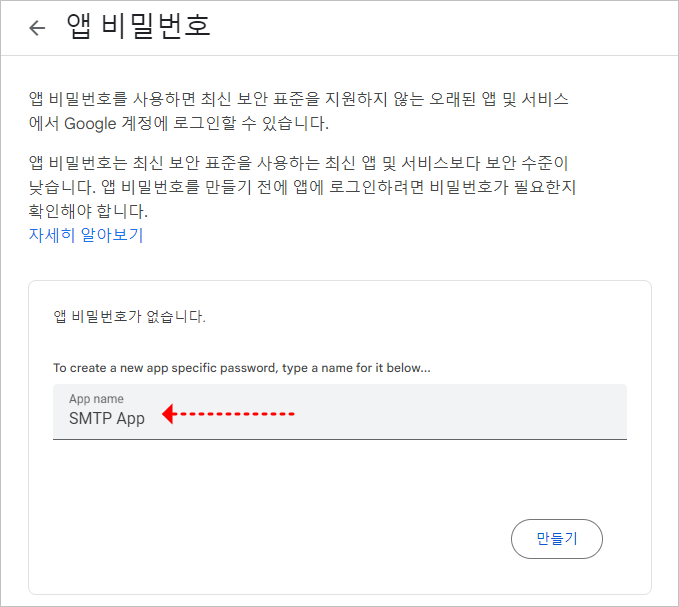 앱 비밀번호
앱 비밀번호를 사용하면 최신 보안 표준을 지원하지 않는 오래된 앱 및 서비스
에서 Google 계정에 로그인할 수 있습니다.
앱 비밀번호는 최신 보안 표준을 사용하는 최신 앱 및 서비스보다 보안 수준이
낮습니다. 앱 비밀번호를 만들기 전에 앱에 로그인하려면 비밀번호가 필요한지
확인해야 합니다.
자세히 알아보기
앱 비밀번호가 없습니다.
To create a new app specific password, type a name for it below...
App name
SMTP App
만들기